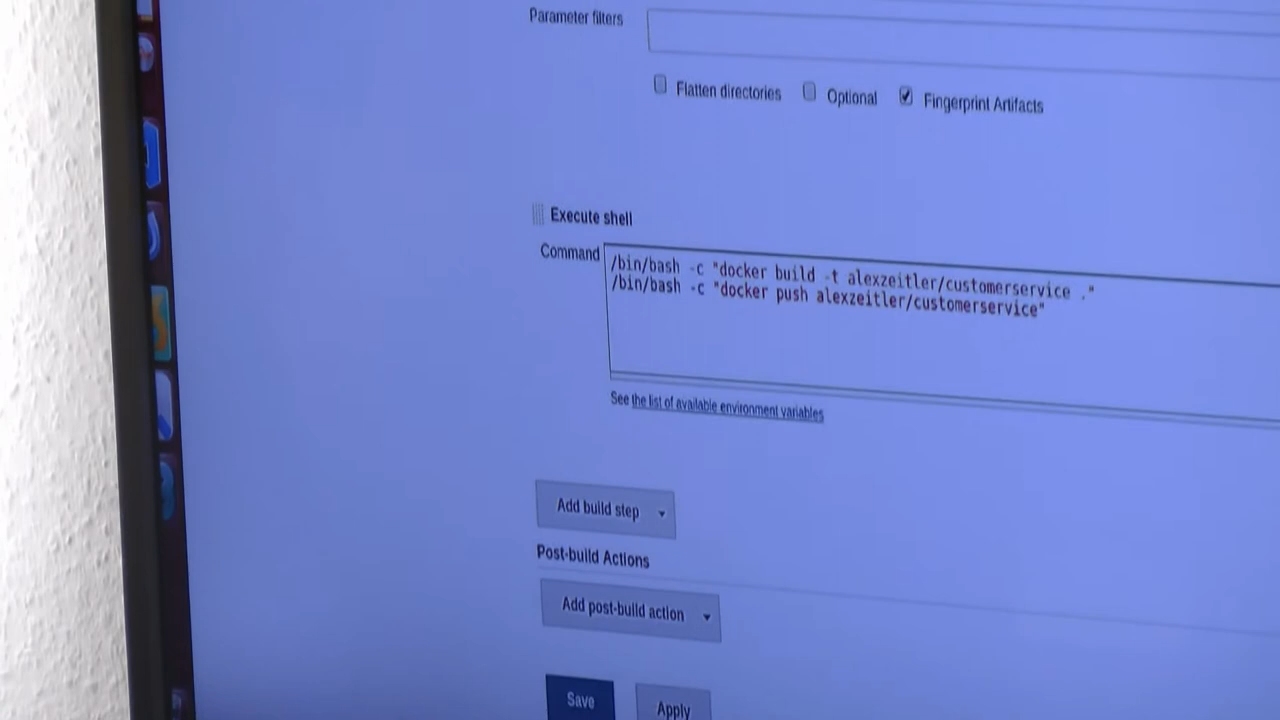 Parameter filters
Flatten directories Optional Fingerprint Artifacts
Execute shell
Command
/bin/bash -c "docker build -t alexzeitler/customerservice ."
/bin/bash -c "docker push alexzeitler/customerservice"
See the list of available environment variables
Add build step
Post-build Actions
Add post-build action
Save Apply